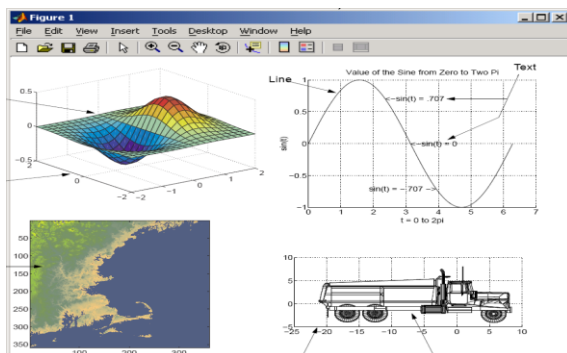 Figure 1
File Edit View Insert Tools Desktop Window Help
0.5
0
-0.5
2
0
-2
-2
-1
0
1
2
Line
Text
Value of the Sine from Zero to Two Pi
1
0.5
0
-0.5
-1
sin(t)
←sin(t) = .707
←sin(t) = 0
sin(t) = -.707→
0 1 2 3 4 5 6 7
t = 0 to 2pi
50
100
150
200
250
300
350
100
10
5
0
-5
-25 -20 -15 -10 -5 0 5 10